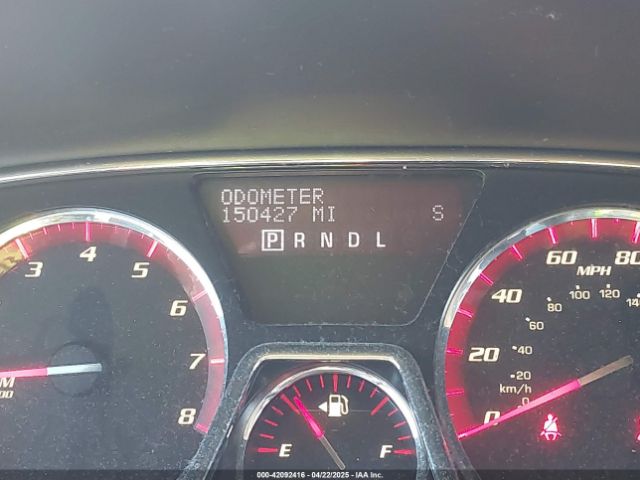 ODOMETER
150427 MI S
P R N D L
3 4 5 6 7 8
20 40 60 80
MPH
20 40 60 80 100 120
km/h
0
0
E F
000-42092416 - 04/22/2025 - IAA Inc.